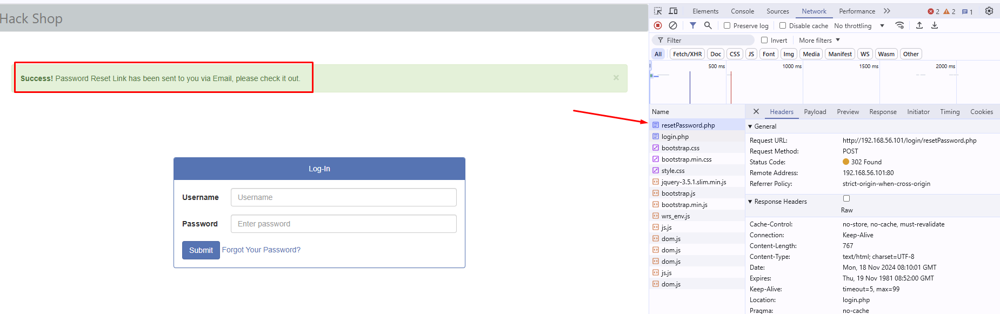 Hack Shop
Success! Password Reset Link has been sent to you via Email, please check it out.
×
Log-In
Username
Username
Password
Enter password
Submit Forgot Your Password?
Elements Console Sources Network Performance 2 2 1
Preserve log Disable cache No throttling
Filter Invert More filters
All Fetch/XHR Doc CSS JS Font Img Media Manifest WS Wasm Other
500 ms 1000 ms 1500 ms 2000 ms
Name
resetPassword.php
login.php
bootstrap.css
bootstrap.min.css
style.css
jquery-3.5.1.slim.min.js
bootstrap.js
bootstrap.min.js
wrs_env.js
js.js
dom.js
dom.js
dom.js
js.js
dom.js
Headers Payload Preview Response Initiator Timing Cookies
General
Request URL: http://192.168.56.101/login/resetPassword.php
Request Method: POST
Status Code: 302 Found
Remote Address: 192.168.56.101:80
Referrer Policy: strict-origin-when-cross-origin
Response Headers
Raw
Cache-Control: no-store, no-cache, must-revalidate
Connection: Keep-Alive
Content-Length: 767
Content-Type: text/html; charset=UTF-8
Date: Mon, 18 Nov 2024 08:10:01 GMT
Expires: Thu, 19 Nov 1981 08:52:00 GMT
Keep-Alive: timeout=5, max=99
Location: login.php
Pragma: no-cache